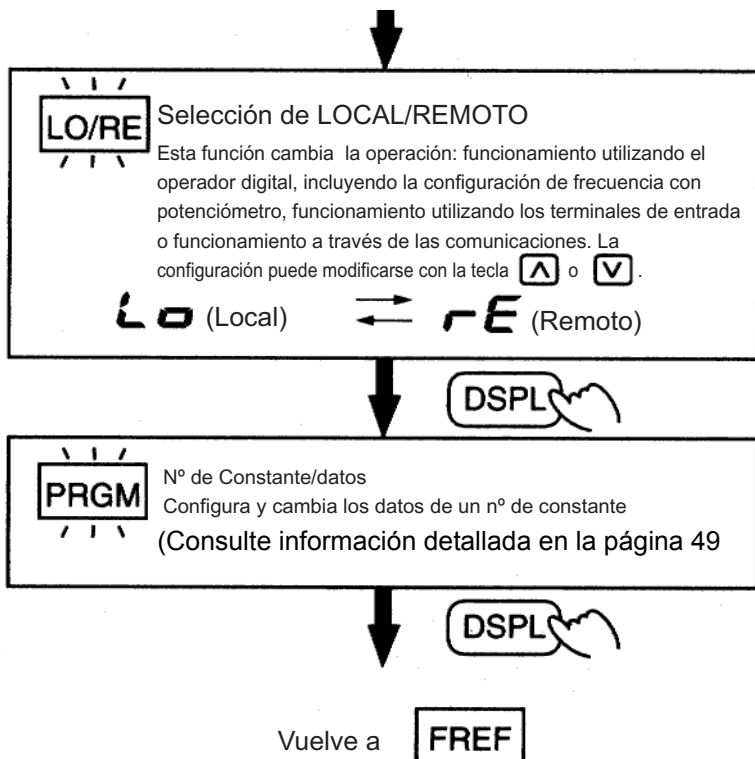 LO/RE
Selección de LOCAL/REMOTO
Esta función cambia la operación: funcionamiento utilizando el
operador digital, incluyendo la configuración de frecuencia con
potenciómetro, funcionamiento utilizando los terminales de entrada
o funcionamiento a través de las comunicaciones. La
configuración puede modificarse con la tecla o .
Lo (Local) rE (Remoto)
DSPL
PRGM
Nº de Constante/datos
Configura y cambia los datos de un nº de constante
(Consulte información detallada en la página 49
DSPL
Vuelve a FREF